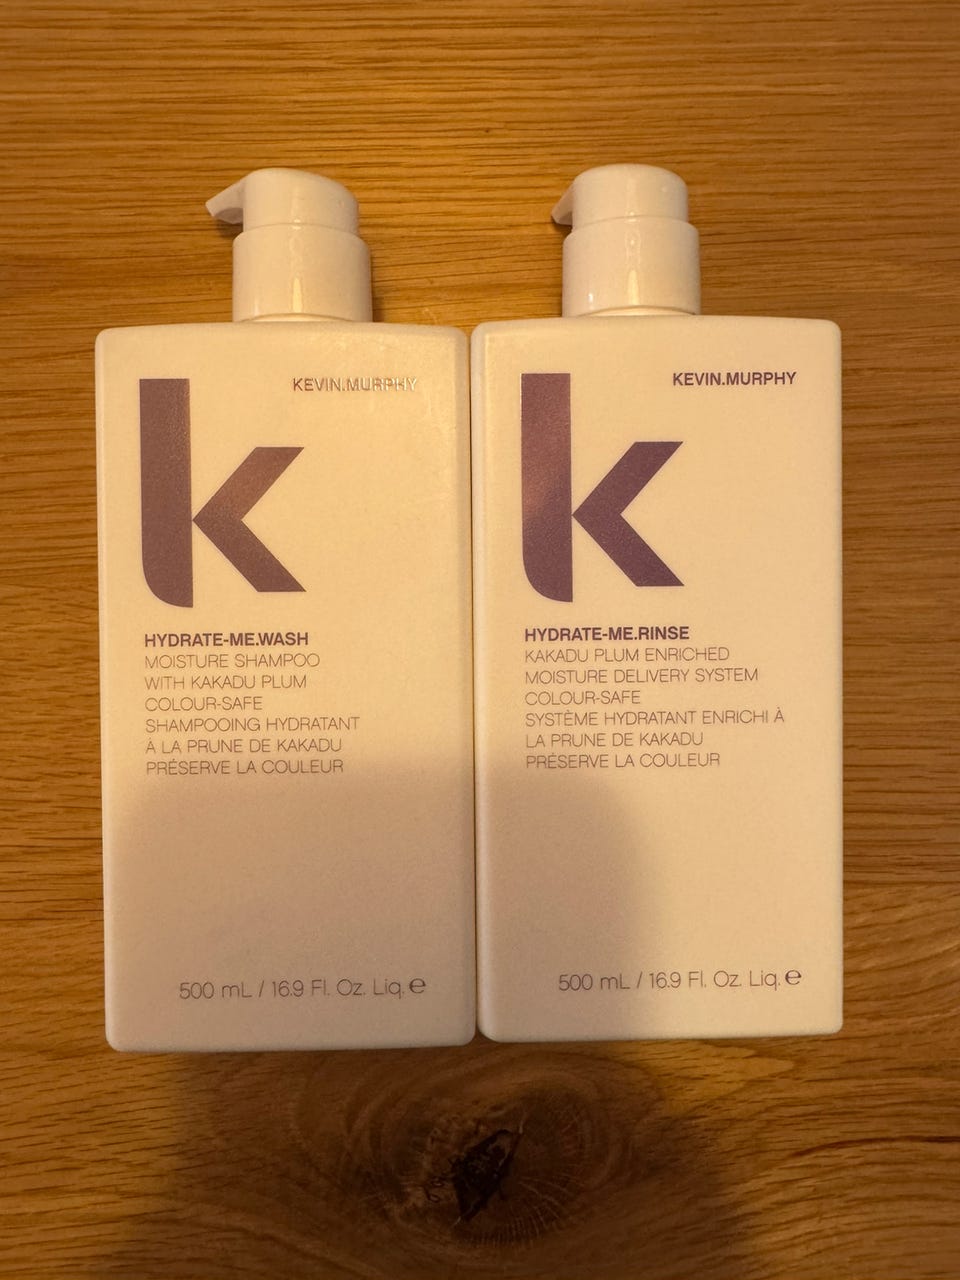 KEVIN.MURPHY
k
HYDRATE-ME.WASH
MOISTURE SHAMPOO
WITH KAKADU PLUM
COLOUR-SAFE
SHAMPOOING HYDRATANT
À LA PRUNE DE KAKADU
PRÉSERVE LA COULEUR
500 mL / 16.9 Fl. Oz. Liq. ℮
KEVIN.MURPHY
k
HYDRATE-ME.RINSE
KAKADU PLUM ENRICHED
MOISTURE DELIVERY SYSTEM
COLOUR-SAFE
SYSTÈME HYDRATANT ENRICHI À
LA PRUNE DE KAKADU
PRÉSERVE LA COULEUR
500 mL / 16.9 Fl. Oz. Liq. ℮